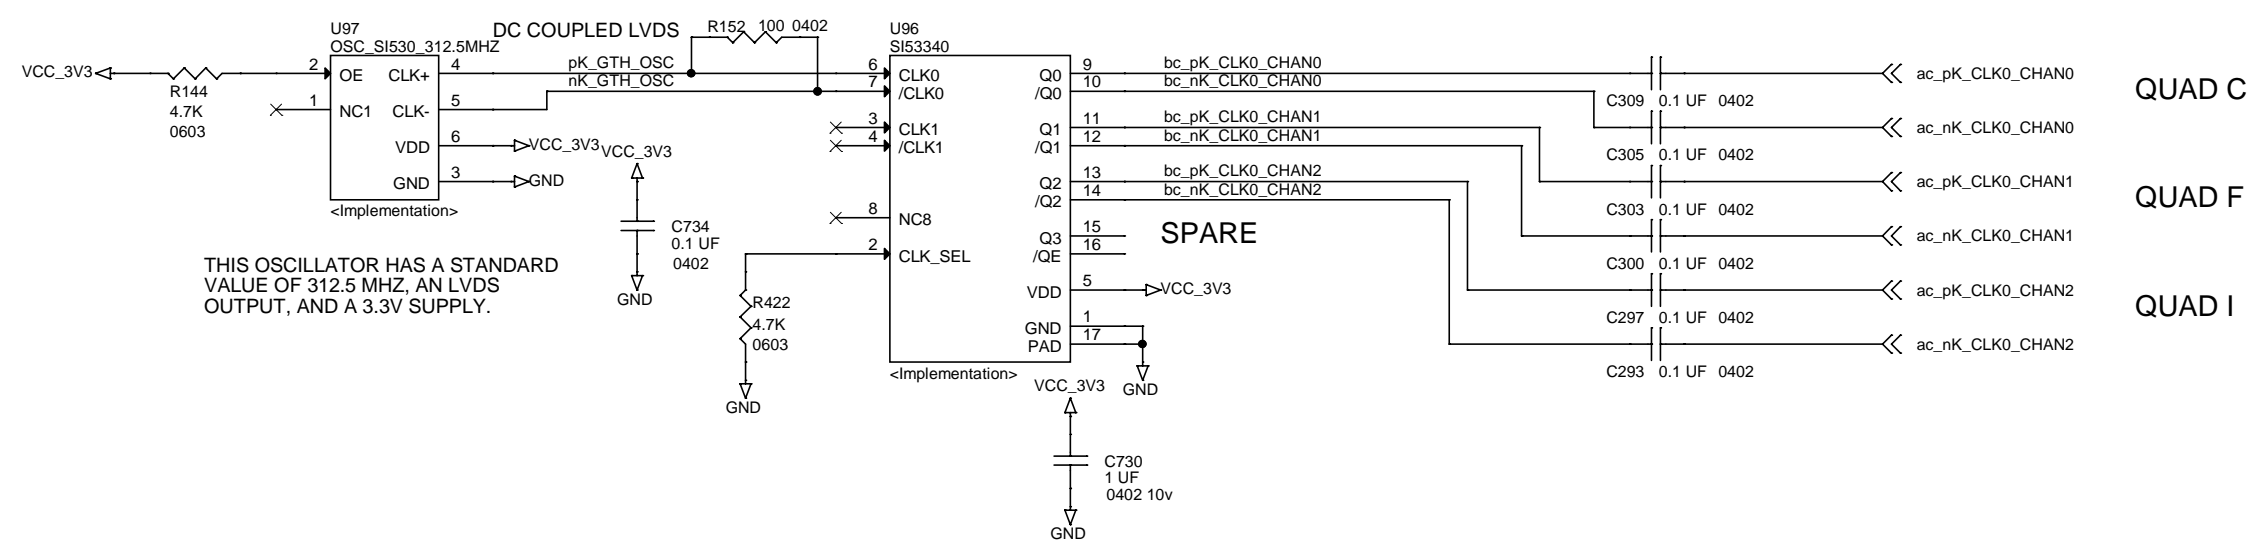 U97
OSC_SI530_312.5MHZ
DC COUPLED LVDS
R152 100 0402
U96
SI53340
VCC_3V3
R144
4.7K
0603
2 OE CLK+ 4
1 NC1 CLK- 5
VDD 6 VCC_3V3
GND 3 GND
<Implementation>
pK_GTH_OSC
nK_GTH_OSC
VCC_3V3
C734
0.1 UF
0402
GND
THIS OSCILLATOR HAS A STANDARD
VALUE OF 312.5 MHZ, AN LVDS
OUTPUT, AND A 3.3V SUPPLY.
6 CLK0
7 /CLK0
3 CLK1
4 /CLK1
8 NC8
2 CLK_SEL
R422
4.7K
0603
GND
Q0 9 bc_pK_CLK0_CHAN0
/Q0 10 bc_nK_CLK0_CHAN0
Q1 11 bc_pK_CLK0_CHAN1
/Q1 12 bc_nK_CLK0_CHAN1
Q2 13 bc_pK_CLK0_CHAN2
/Q2 14 bc_nK_CLK0_CHAN2
Q3 15
/QE 16
SPARE
VDD 5 VCC_3V3
GND 1
PAD 17
GND
<Implementation>
VCC_3V3
C730
1 UF
0402 10v
GND
ac_pK_CLK0_CHAN0
C309 0.1 UF 0402
QUAD C
ac_nK_CLK0_CHAN0
C305 0.1 UF 0402
ac_pK_CLK0_CHAN1
C303 0.1 UF 0402
QUAD F
ac_nK_CLK0_CHAN1
C300 0.1 UF 0402
ac_pK_CLK0_CHAN2
C297 0.1 UF 0402
QUAD I
ac_nK_CLK0_CHAN2
C293 0.1 UF 0402